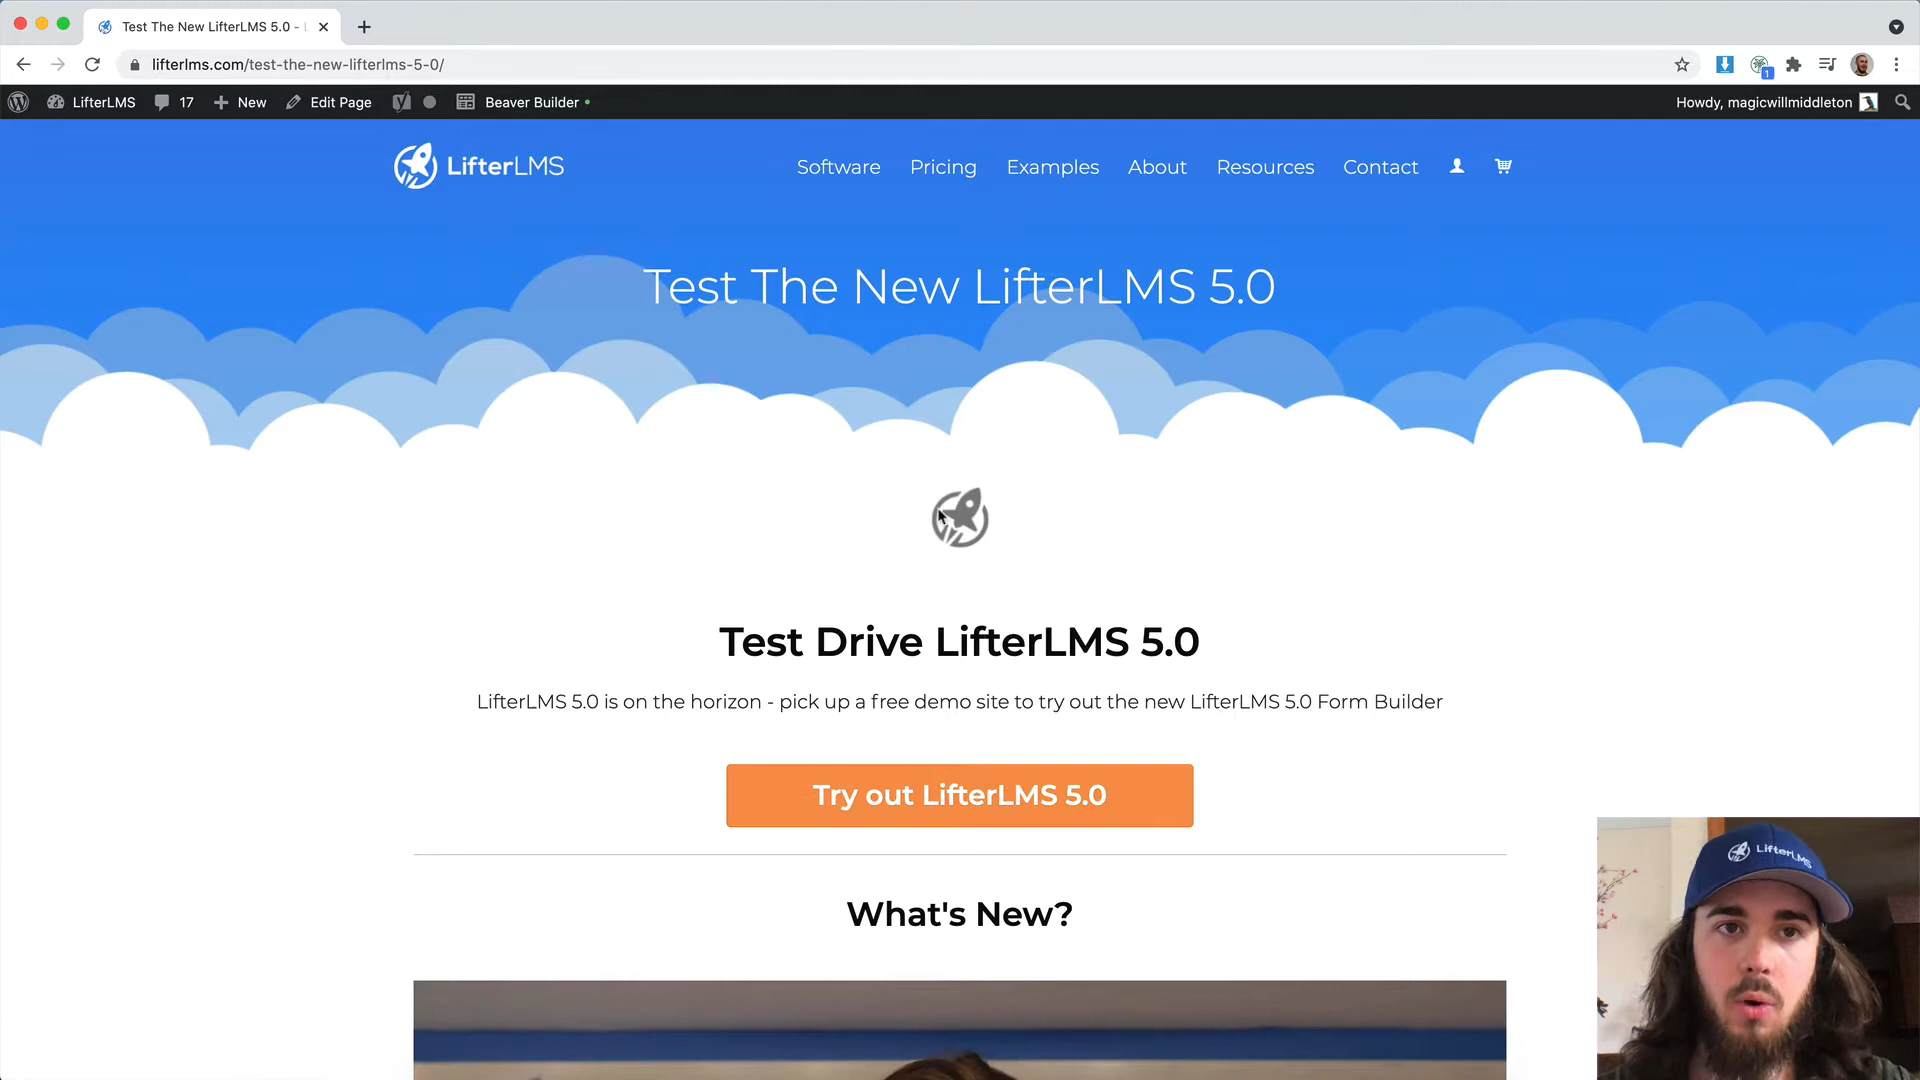 Test The New LifterLMS 5.0 -
lifterlms.com/test-the-new-lifterlms-5-0/
1
LifterLMS 17 New Edit Page Beaver Builder Howdy, magicwillmiddleton
LifterLMS Software Pricing Examples About Resources Contact
Test The New LifterLMS 5.0
Test Drive LifterLMS 5.0
LifterLMS 5.0 is on the horizon - pick up a free demo site to try out the new LifterLMS 5.0 Form Builder
Try out LifterLMS 5.0
LifterLMS
What's New?